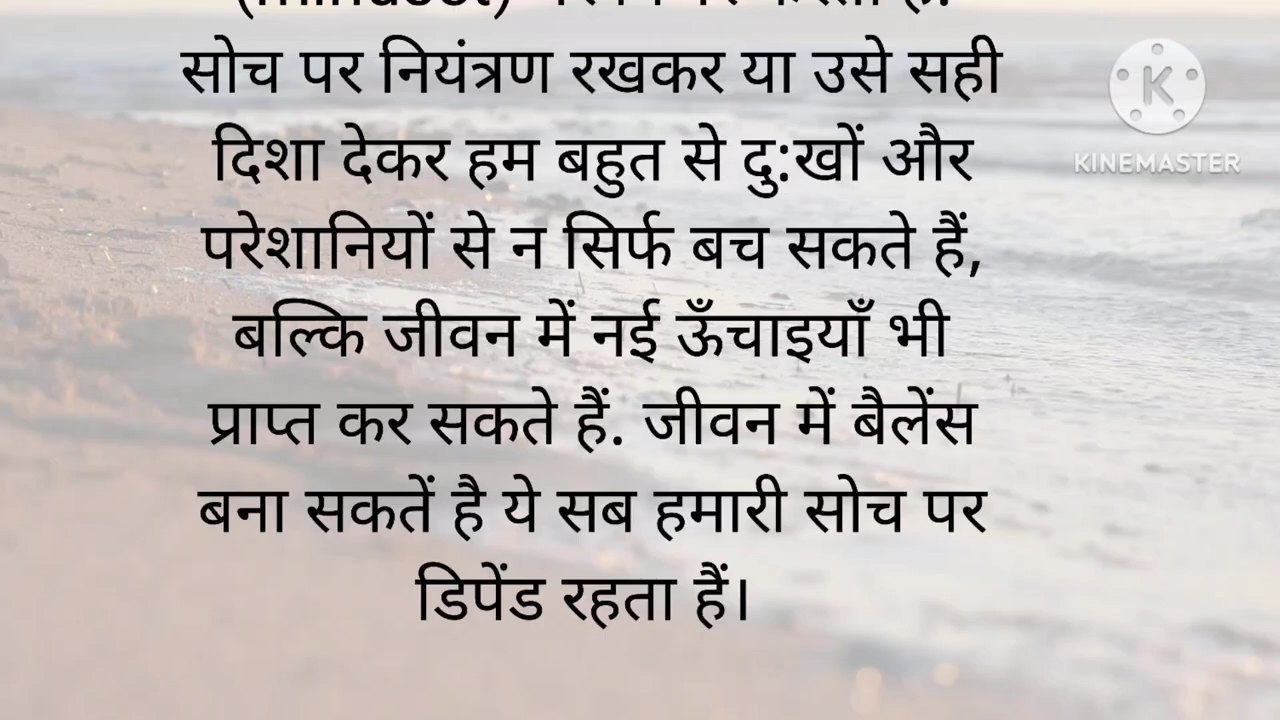 सोच पर नियंत्रण रखकर या उसे सही
दिशा देकर हम बहुत से दु:खों और
परेशानियों से न सिर्फ बच सकते हैं,
बल्कि जीवन में नई ऊँचाइयाँ भी
प्राप्त कर सकते हैं. जीवन में बैलेंस
बना सकतें है ये सब हमारी सोच पर
डिपेंड रहता हैं।
KINEMASTER